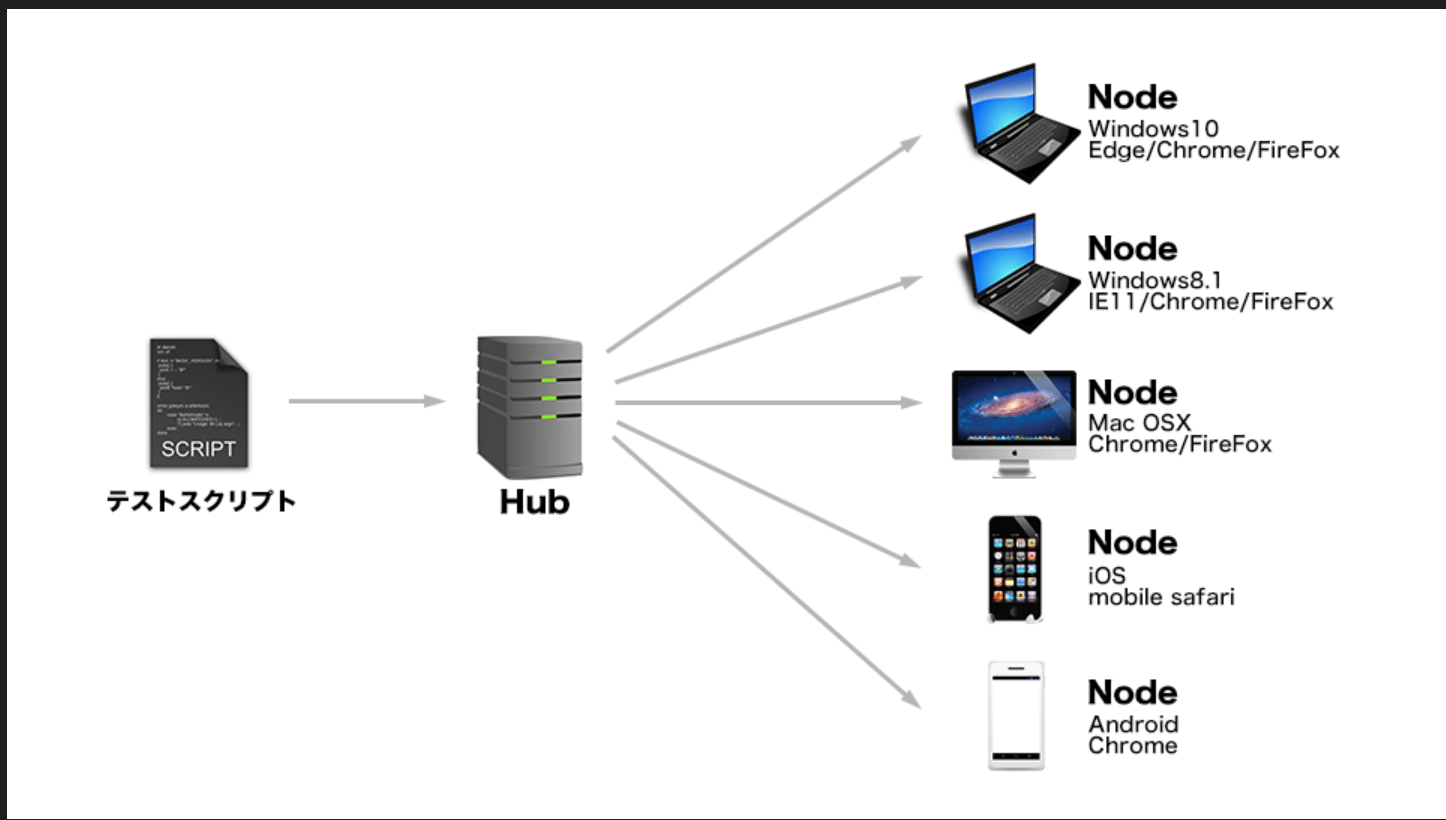 Node
Windows10
Edge/Chrome/FireFox
Node
Windows8.1
IE11/Chrome/FireFox
SCRIPT
テストスクリプト
Hub
Node
Mac OSX
Chrome/FireFox
Node
iOS
mobile safari
Node
Android
Chrome